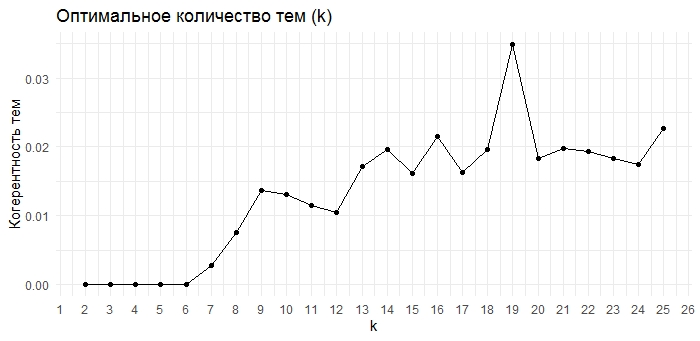 Оптимальное количество тем (k)
Когерентность тем
0.03
0.02
0.01
0.00
1 2 3 4 5 6 7 8 9 10 11 12 13 14 15 16 17 18 19 20 21 22 23 24 25 26
k